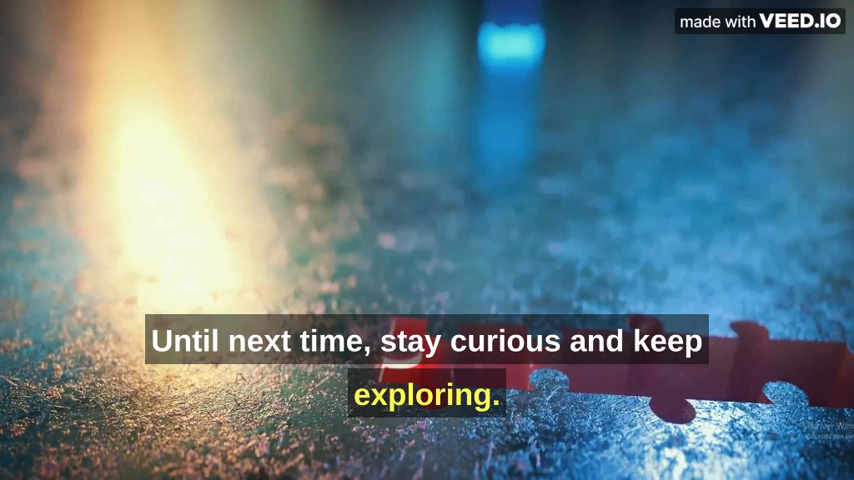 made with VEED.IO
Until next time, stay curious and keep
exploring.